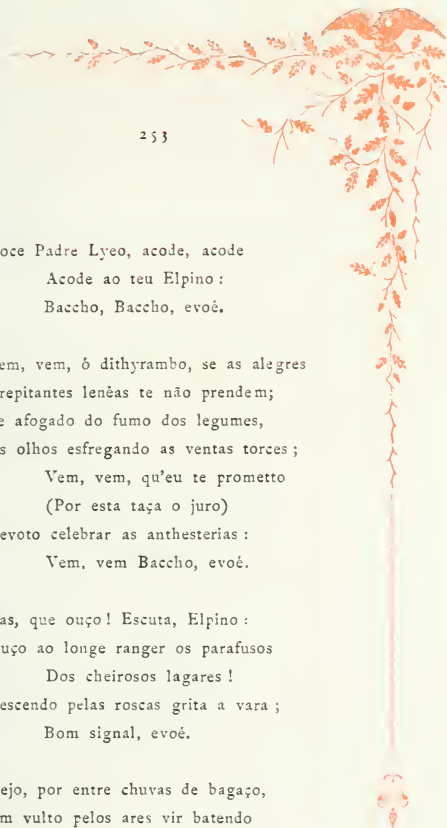 253
oce Padre Lyeo, acode, acode
Acode ao teu Elpino :
Baccho, Baccho, evoé.
em, vem, ó dithyrambo, se as alegres
repitantes lenêas te não prendem;
e afogado do fumo dos legumes,
s olhos esfregando as ventas torces ;
Vem, vem, qu'eu te prometto
(Por esta taça o juro)
evoto celebrar as anthesterias :
Vem, vem Baccho, evoé.
as, que ouço ! Escuta, Elpino :
uço ao longe ranger os parafusos
Dos cheirosos lagares !
escendo pelas roscas grita a vara ;
Bom signal, evoé.
ejo, por entre chuvas de bagaço,
m vulto pelos ares vir batendo